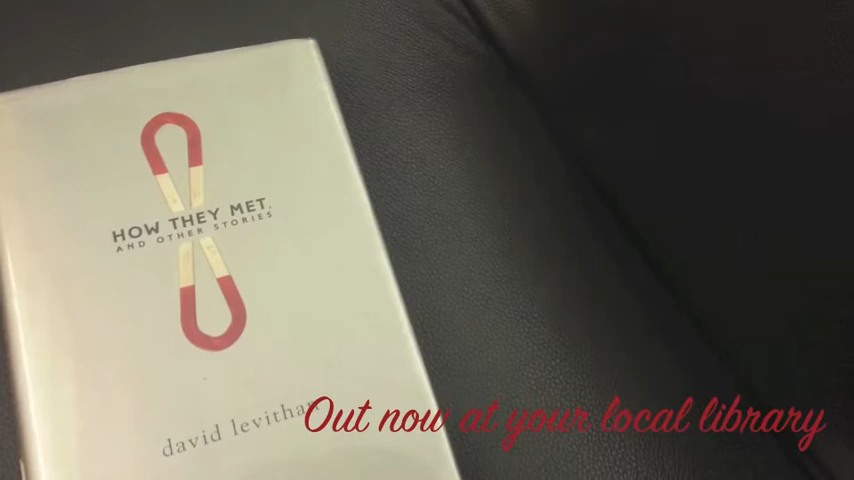 HOW THEY MET,
AND OTHER STORIES
david levithan
Out now at your local library